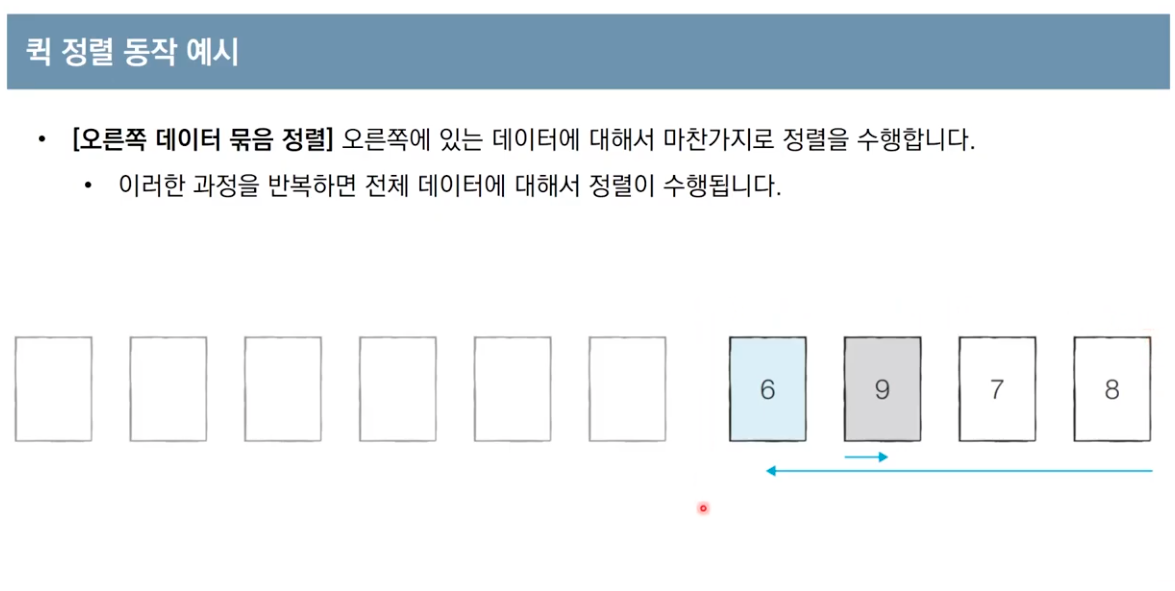 퀵 정렬 동작 예시
• [오른쪽 데이터 묶음 정렬] 오른쪽에 있는 데이터에 대해서 마찬가지로 정렬을 수행합니다.
• 이러한 과정을 반복하면 전체 데이터에 대해서 정렬이 수행됩니다.
6 9 7 8